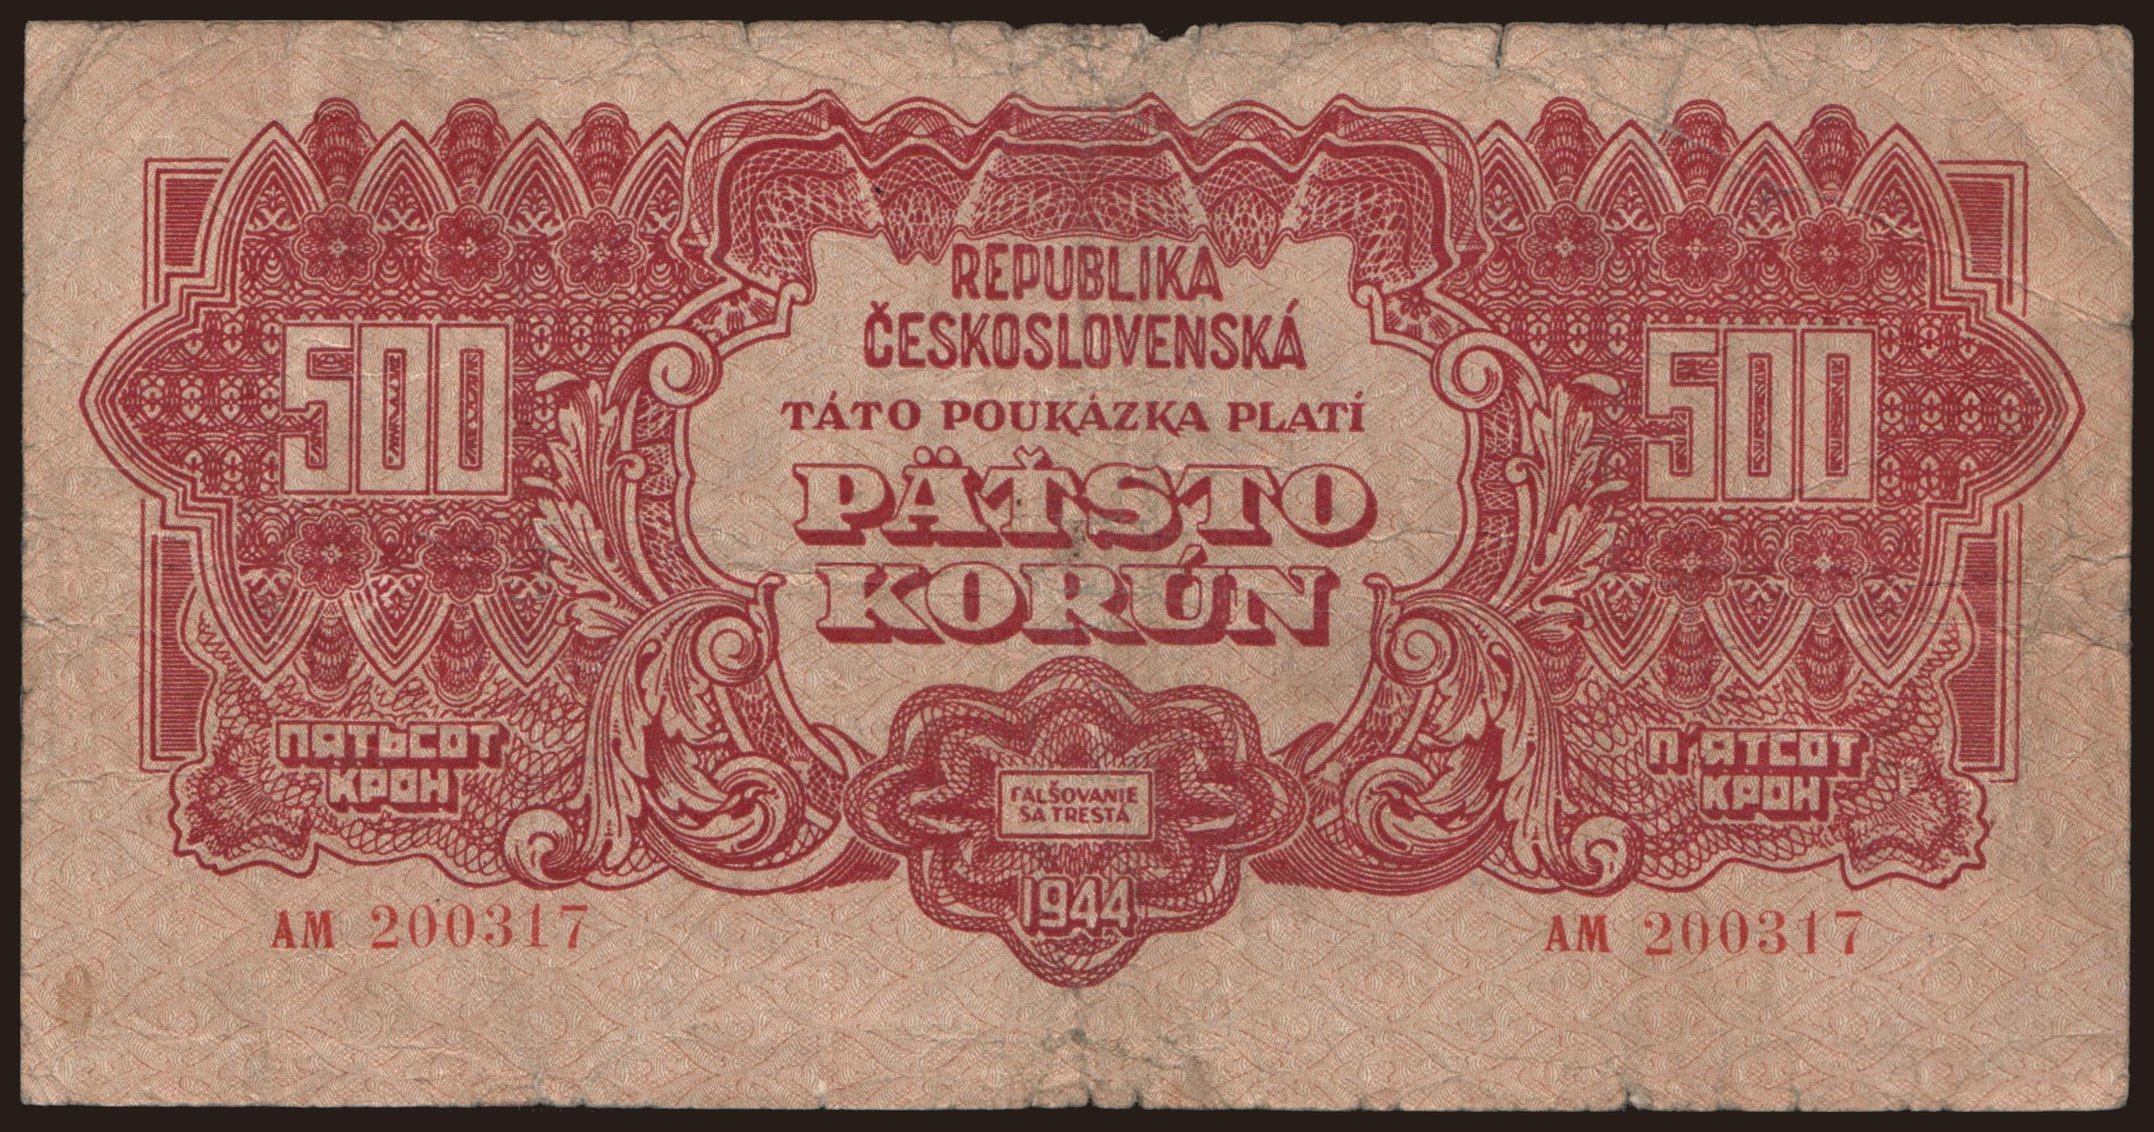 REPUBLIKA
ČESKOSLOVENSKÁ
TÁTO POUKÁZKA PLATÍ
500
PÄŤSTO
KORÚN
500
ПЯТЬСОТ
КРОН
FALŠOVANIE
SA TRESTÁ
1944
П'ЯТСОТ
КРОН
AM 200317
AM 200317